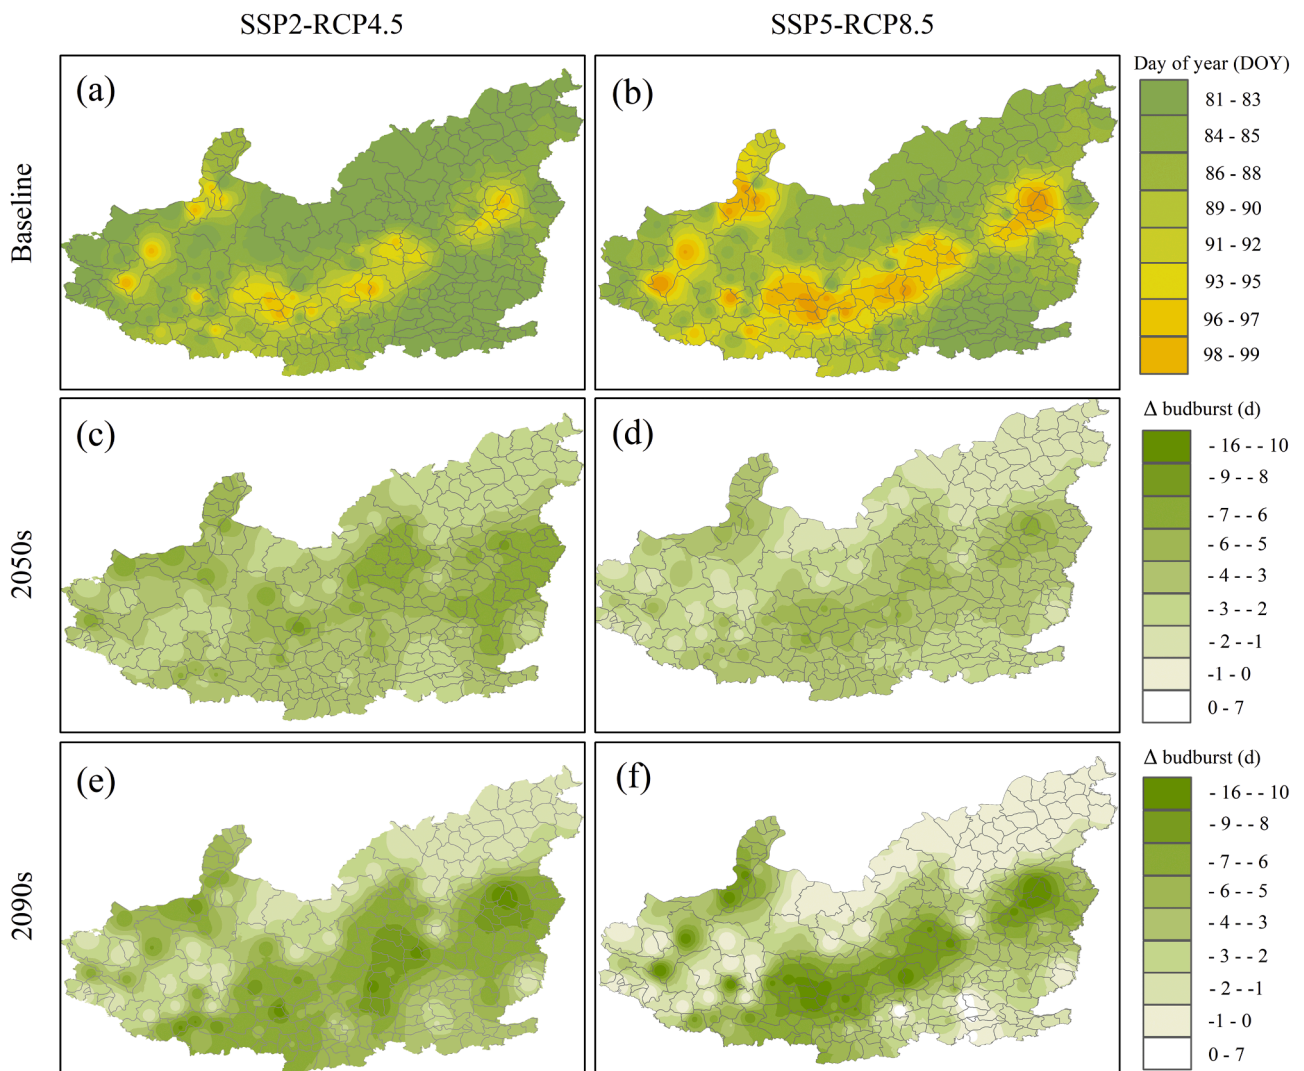 SSP2-RCP4.5
SSP5-RCP8.5
Baseline
(a)
(b)
Day of year (DOY)
81 - 83
84 - 85
86 - 88
89 - 90
91 - 92
93 - 95
96 - 97
98 - 99
2050s
(c)
(d)
Δ budburst (d)
- 16 - - 10
- 9 - - 8
- 7 - - 6
- 6 - - 5
- 4 - - 3
- 3 - - 2
- 2 - -1
-1 - 0
0 - 7
2090s
(e)
(f)
Δ budburst (d)
- 16 - - 10
- 9 - - 8
- 7 - - 6
- 6 - - 5
- 4 - - 3
- 3 - - 2
- 2 - -1
-1 - 0
0 - 7